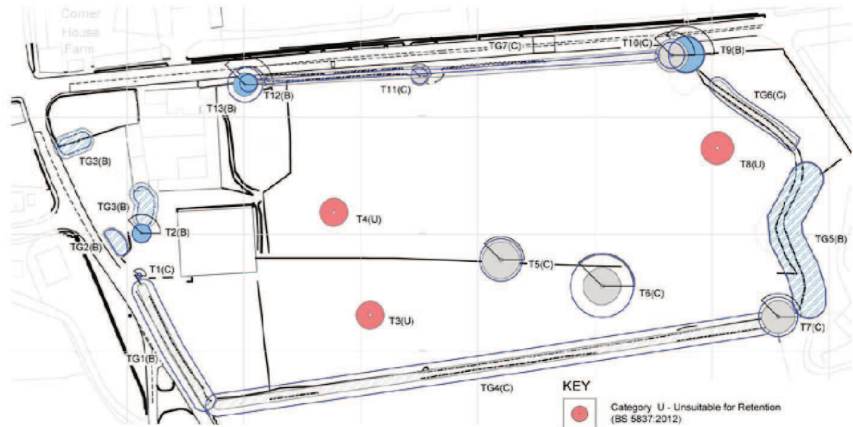 Corner
House
Farm
TG7(C)
T10(C)
T9(B)
T11(C)
T12(B)
T13(B)
TG6(C)
TG3(B)
T8(U)
TG3(B)
T4(U)
T2(B)
TG2(B)
TG5(B)
T5(C)
T1(C)
T6(C)
T3(U)
T7(C)
TG1(B)
TG4(C)
KEY
Category U - Unsuitable for Retention
(BS 5837:2012)